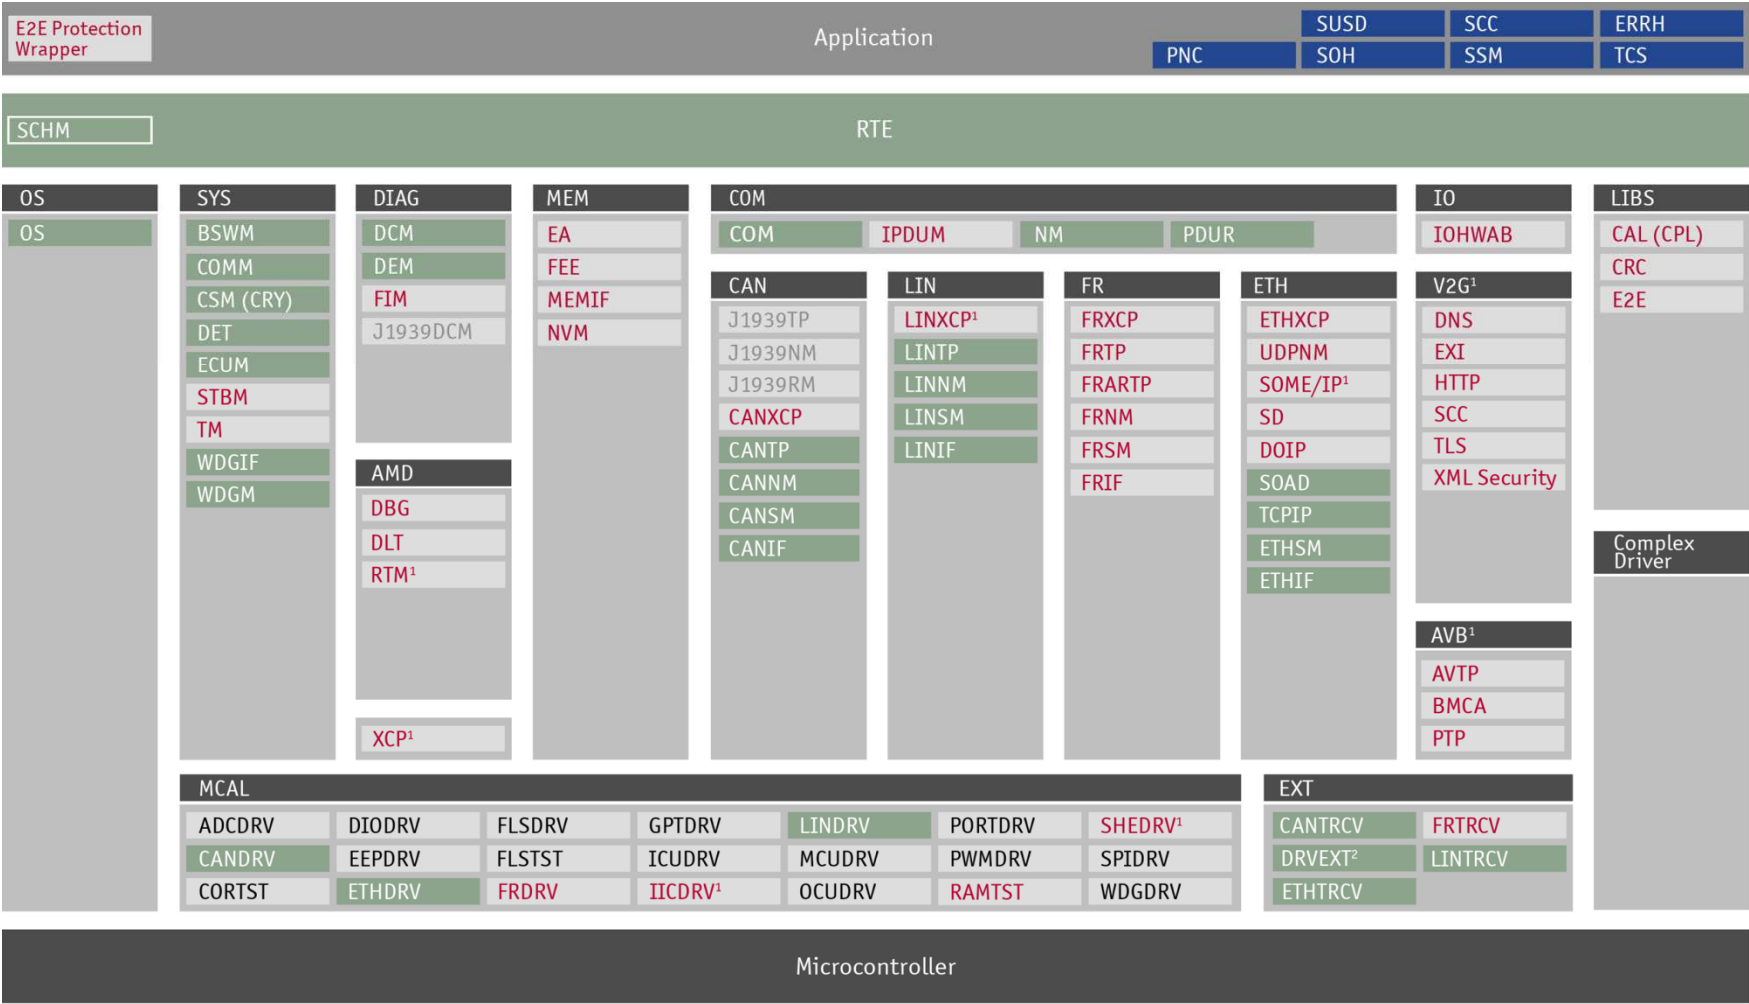 E2E Protection
Wrapper
Application
SUSD
SCC
ERRH
PNC
SOH
SSM
TCS
SCHM
RTE
OS
OS
SYS
BSWM
COMM
CSM (CRY)
DET
ECUM
STBM
TM
WDGIF
WDGM
DIAG
DCM
DEM
FIM
J1939DCM
AMD
DBG
DLT
RTM¹
XCP¹
MEM
EA
FEE
MEMIF
NVM
COM
COM
IPDUM
NM
PDUR
CAN
J1939TP
J1939NM
J1939RM
CANXCP
CANTP
CANNM
CANSM
CANIF
LIN
LINXCP¹
LINTP
LINNM
LINSM
LINIF
FR
FRXCP
FRTP
FRARTP
FRNM
FRSM
FRIF
ETH
ETHXCP
UDPNM
SOME/IP¹
SD
DOIP
SOAD
TCPIP
ETHSM
ETHIF
IO
IOHWAB
V2G¹
DNS
EXI
HTTP
SCC
TLS
XML Security
AVB¹
AVTP
BMCA
PTP
LIBS
CAL (CPL)
CRC
E2E
Complex
Driver
MCAL
ADCDRV
DIODRV
FLSDRV
GPTDRV
LINDRV
PORTDRV
SHEDRV¹
CANDRV
EEPDRV
FLSTST
ICUDRV
MCUDRV
PWMDRV
SPIDRV
CORTST
ETHDRV
FRDRV
IICDRV¹
OCUDRV
RAMTST
WDGDRV
EXT
CANTRCV
FRTRCV
DRVEXT²
LINTRCV
ETHTRCV
Microcontroller